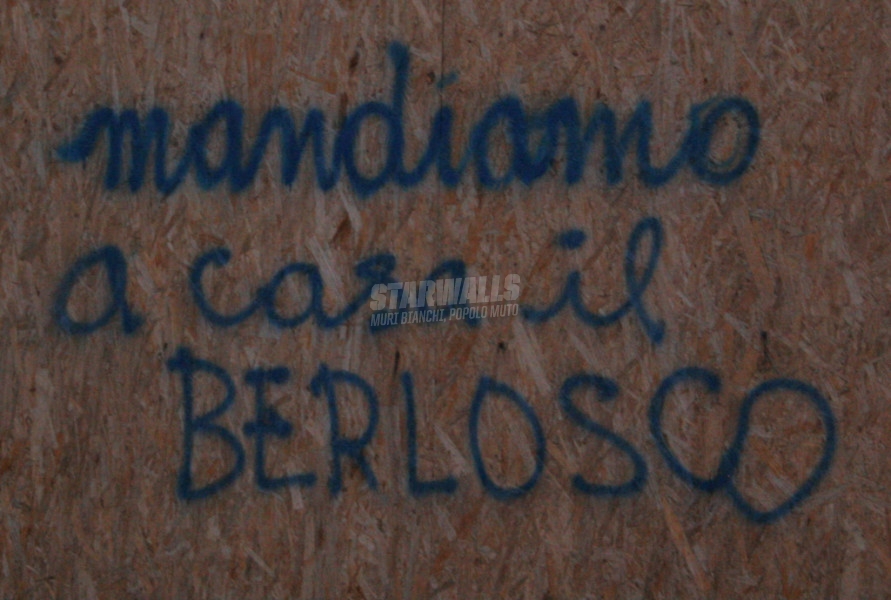 mandiamo
a casa il
STARWALLS
MURI BIANCHI, POPOLO MUTO
BERLOSCO